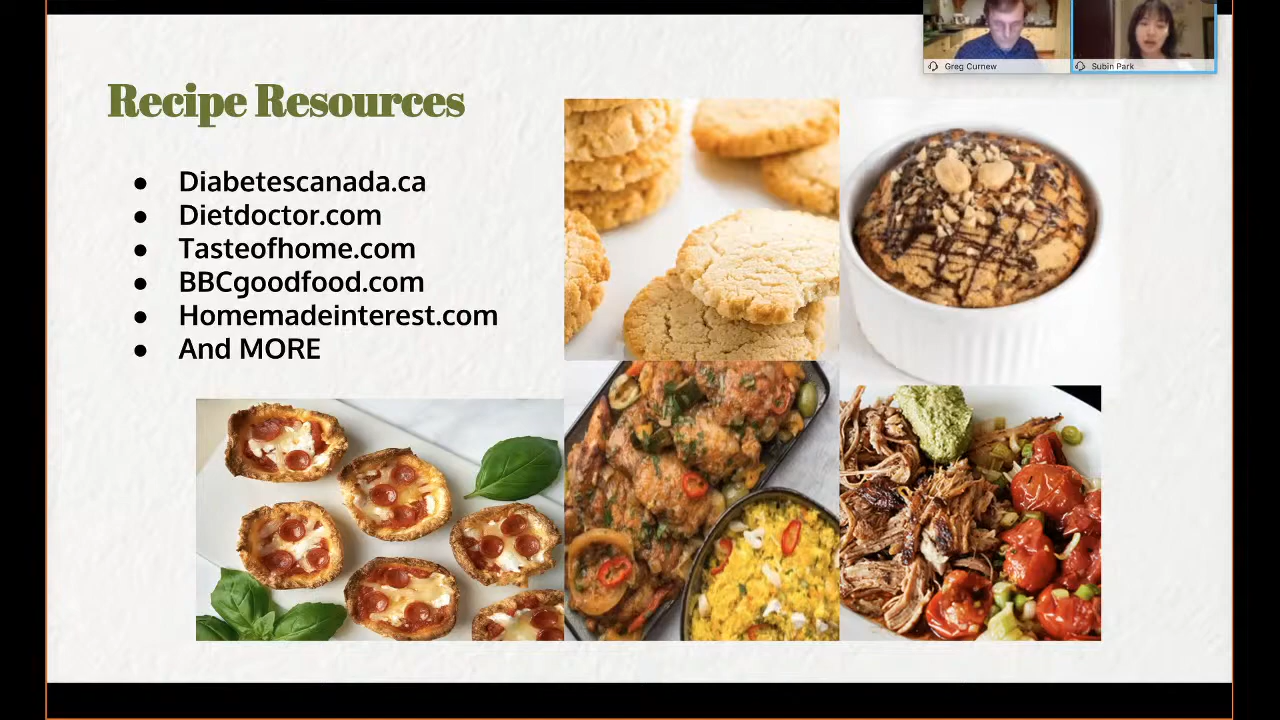 Greg Curnew
Subin Park
Recipe Resources
● Diabetescanada.ca
● Dietdoctor.com
● Tasteofhome.com
● BBCgoodfood.com
● Homemadeinterest.com
● And MORE